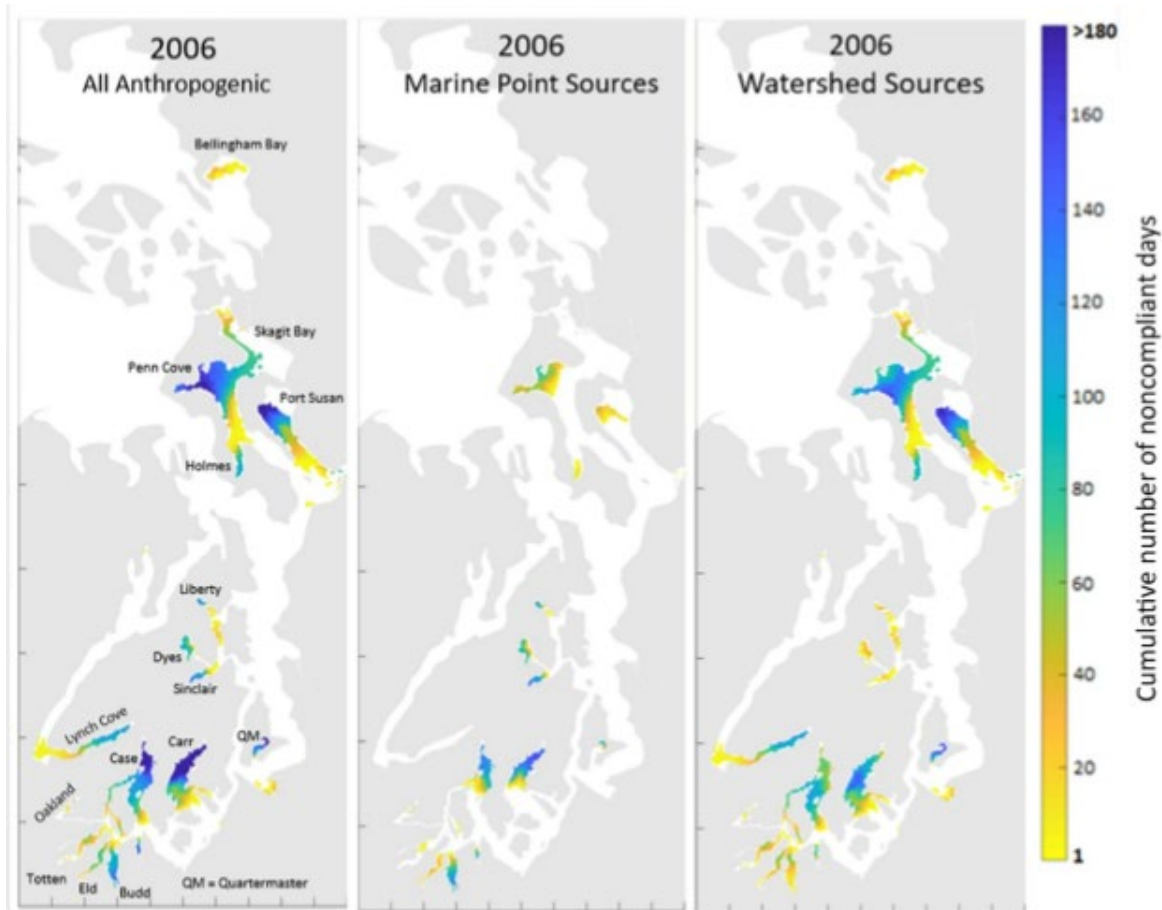 2006
All Anthropogenic
Bellingham Bay
Skagit Bay
Penn Cove
Port Susan
Holmes
Liberty
Dyes
Sinclair
Lynch Cove
Case
Carr
QM
Oakland
Totten
Eld
Budd
QM = Quartermaster
2006
Marine Point Sources
2006
Watershed Sources
>180
160
140
120
100
80
60
40
20
1
Cumulative number of noncompliant days